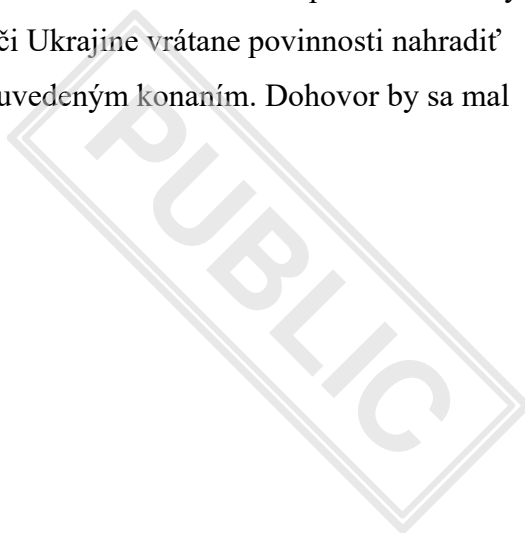 či Ukrajine vrátane povinnosti nahradiť
uvedeným konaním. Dohovor by sa mal
PUBLIC